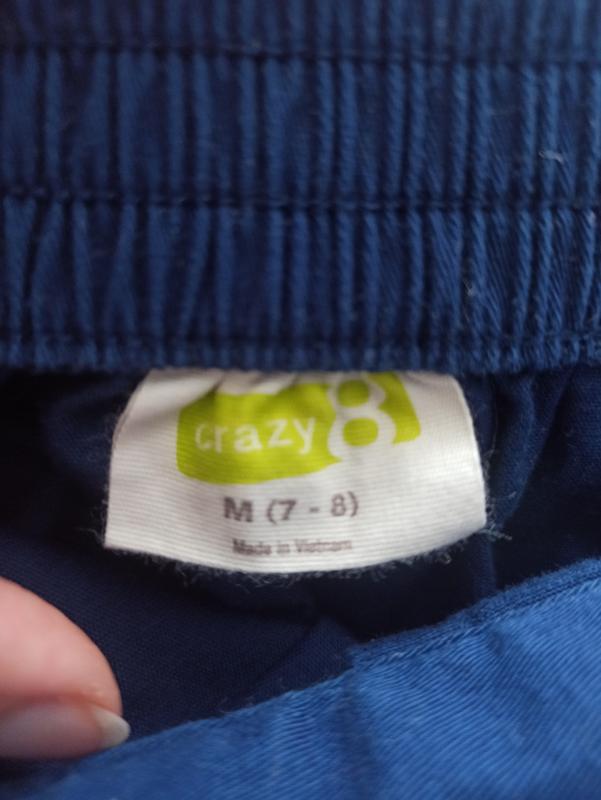 crazy 8
M (7 - 8)
Made in Vietnam